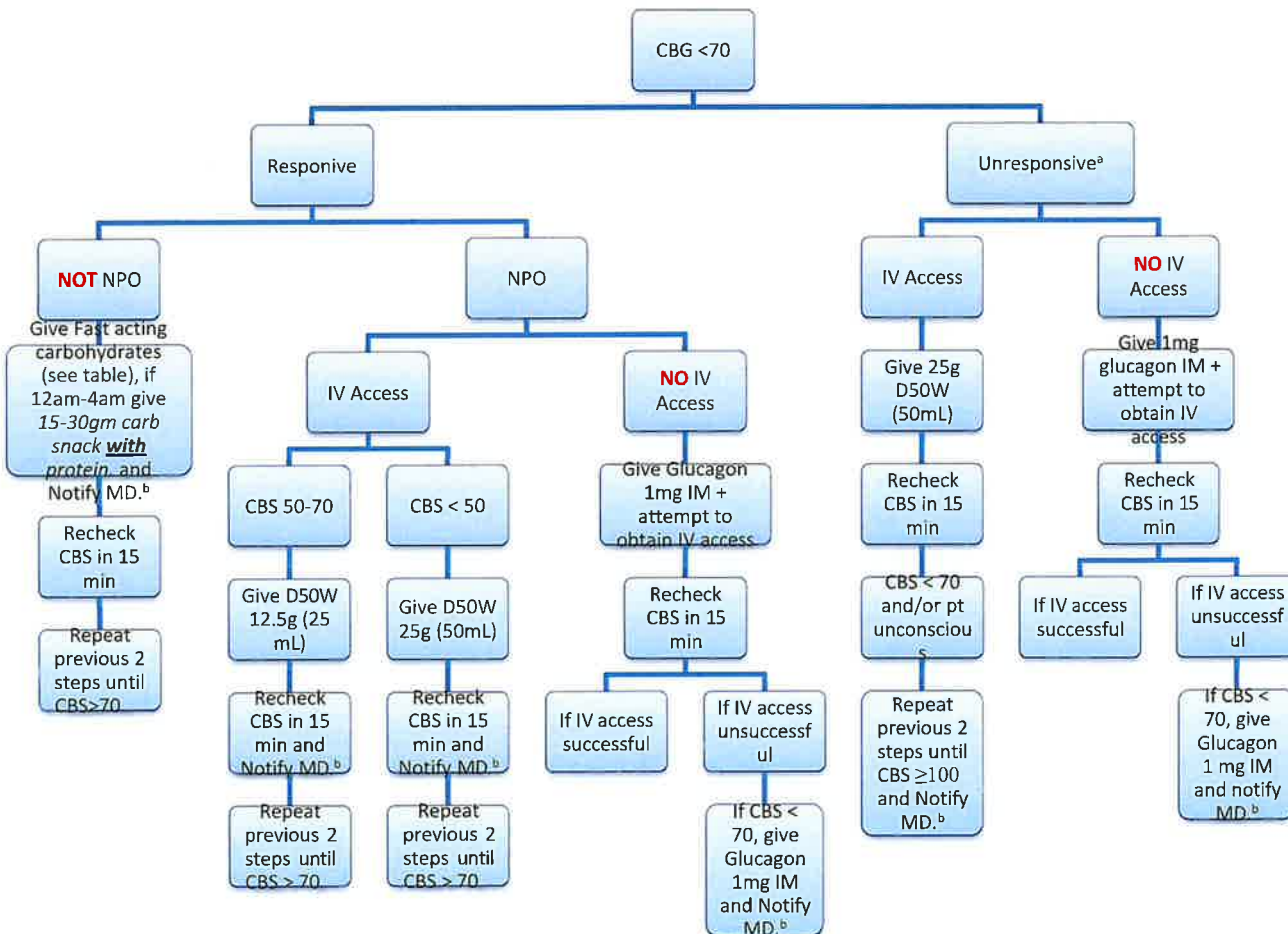 CBG <70
Responive
Unresponsiveᵃ
NOT NPO
NPO
IV Access
NO IV
Access
Give Fast acting
carbohydrates
(see table), if
12am-4am give
15-30gm carb
snack with
protein, and
Notify MD.ᵇ
IV Access
NO IV
Access
Give 25g
D50W
(50mL)
Give 1mg
glucagon IM +
attempt to
obtain IV
access
CBS 50-70
CBS < 50
Give Glucagon
1mg IM +
attempt to
obtain IV access
Recheck
CBS in 15
min
Recheck
CBS in 15
min
Recheck
CBS in 15
min
Give D50W
12.5g (25
mL)
Give D50W
25g (50mL)
Recheck
CBS in 15
min
CBS < 70
and/or pt
unconsciou
s
If IV access
successful
If IV access
unsuccessf
ul
Repeat
previous 2
steps until
CBS>70
Recheck
CBS in 15
min and
Notify MD.ᵇ
Recheck
CBS in 15
min and
Notify MD.ᵇ
If IV access
successful
If IV access
unsuccessf
ul
Repeat
previous 2
steps until
CBS ≥100
and Notify
MD.ᵇ
If CBS <
70, give
Glucagon
1 mg IM
and notify
MD.ᵇ
Repeat
previous 2
steps until
CBS > 70
Repeat
previous 2
steps until
CBS > 70
If CBS <
70, give
Glucagon
1mg IM
and Notify
MD.ᵇ